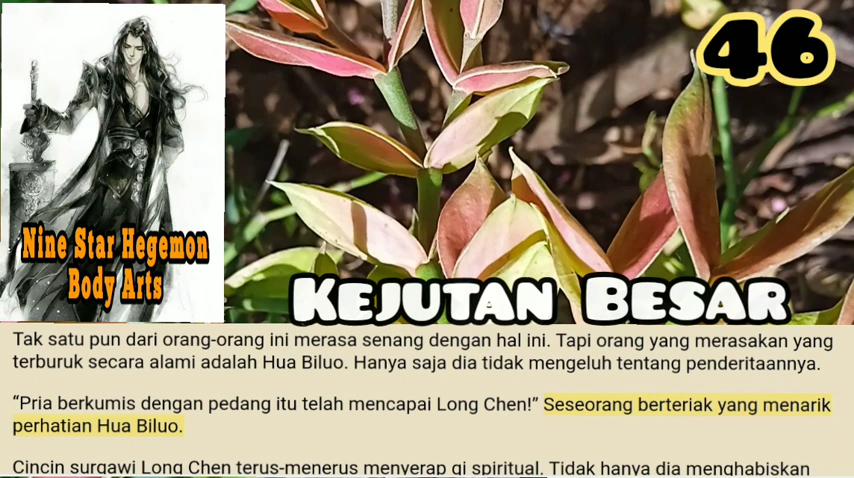 46
Nine Star Hegemon
Body Arts
Kejutan Besar
Tak satu pun dari orang-orang ini merasa senang dengan hal ini. Tapi orang yang merasakan yang
terburuk secara alami adalah Hua Biluo. Hanya saja dia tidak mengeluh tentang penderitaannya.
“Pria berkumis dengan pedang itu telah mencapai Long Chen!” Seseorang berteriak yang menarik
perhatian Hua Biluo.
Cincin surgawi Long Chen terus-menerus menyerap qi spiritual. Tidak hanya dia menghabiskan